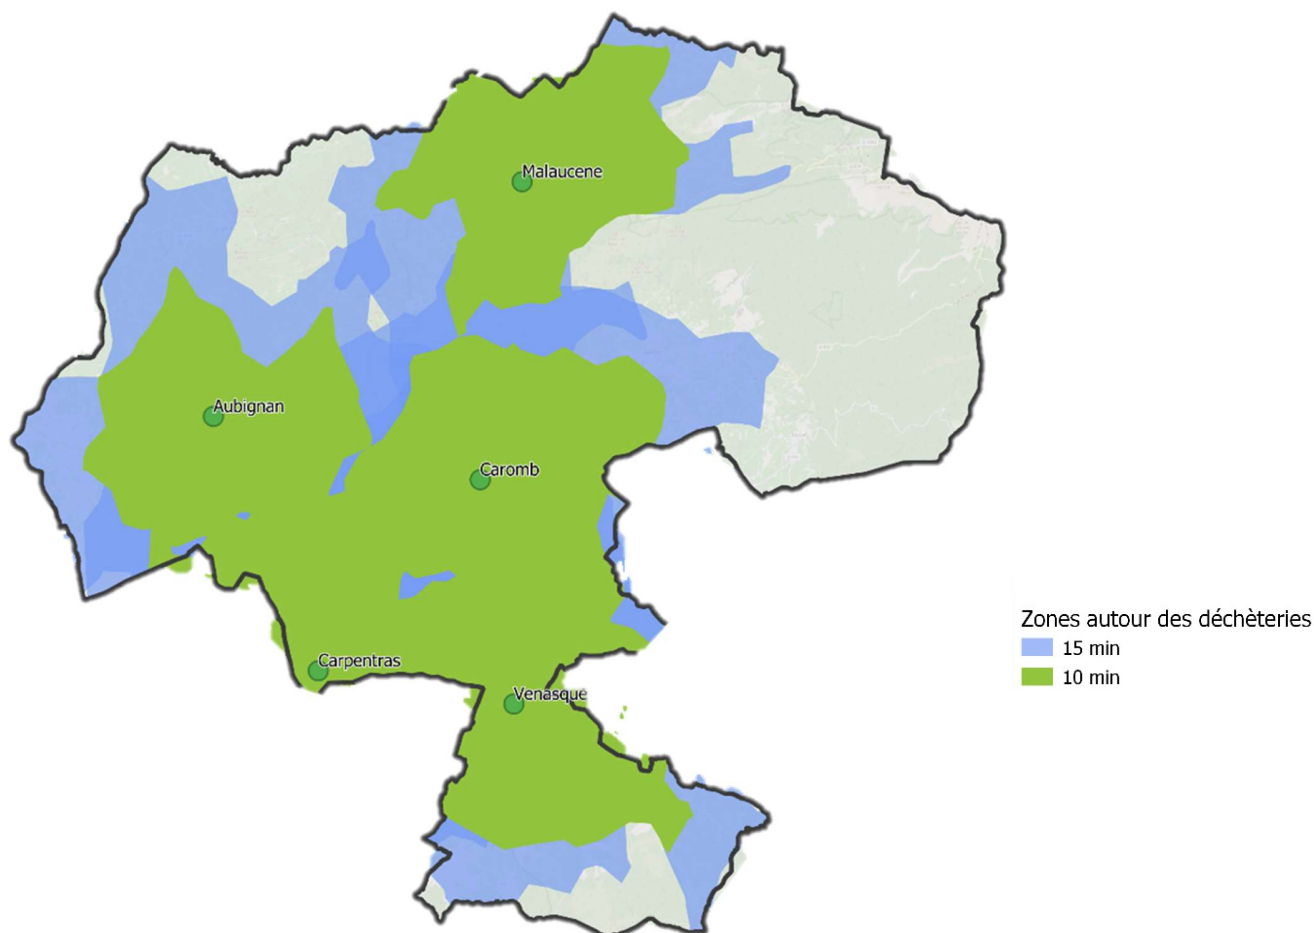 Malaucene
Aubignan
Caromb
Zones autour des déchèteries
15 min
10 min
Carpentras
Venasque